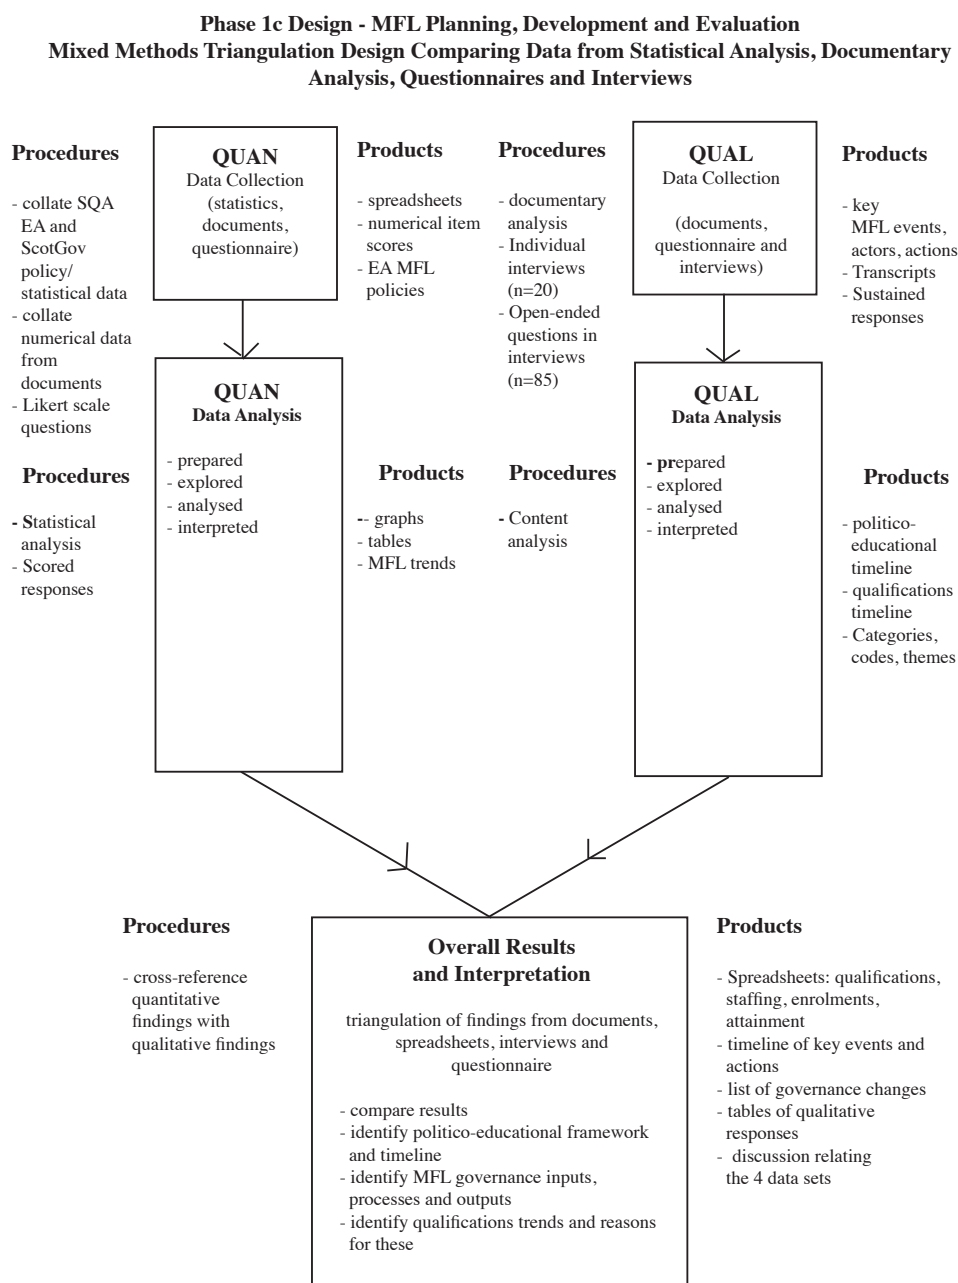 Phase 1c Design - MFL Planning, Development and Evaluation
Mixed Methods Triangulation Design Comparing Data from Statistical Analysis, Documentary
Analysis, Questionnaires and Interviews
Procedures
- collate SQA
EA and
ScotGov
policy/
statistical data
- collate
numerical data
from
documents
- Likert scale
questions
QUAN
Data Collection
(statistics,
documents,
questionnaire)
Products
- spreadsheets
- numerical item
scores
- EA MFL
policies
Procedures
- documentary
analysis
- Individual
interviews
(n=20)
- Open-ended
questions in
interviews
(n=85)
QUAL
Data Collection
(documents,
questionnaire and
interviews)
Products
- key
MFL events,
actors, actions
- Transcripts
- Sustained
responses
Procedures
- Statistical
analysis
- Scored
responses
QUAN
Data Analysis
- prepared
- explored
- analysed
- interpreted
Products
-- graphs
- tables
- MFL trends
Procedures
- Content
analysis
QUAL
Data Analysis
- prepared
- explored
- analysed
- interpreted
Products
- politico-
educational
timeline
- qualifications
timeline
- Categories,
codes, themes
Procedures
- cross-reference
quantitative
findings with
qualitative findings
Overall Results
and Interpretation
triangulation of findings from documents,
spreadsheets, interviews and
questionnaire
- compare results
- identify politico-educational framework
and timeline
- identify MFL governance inputs,
processes and outputs
- identify qualifications trends and reasons
for these
Products
- Spreadsheets: qualifications,
staffing, enrolments,
attainment
- timeline of key events and
actions
- list of governance changes
- tables of qualitative
responses
- discussion relating
the 4 data sets